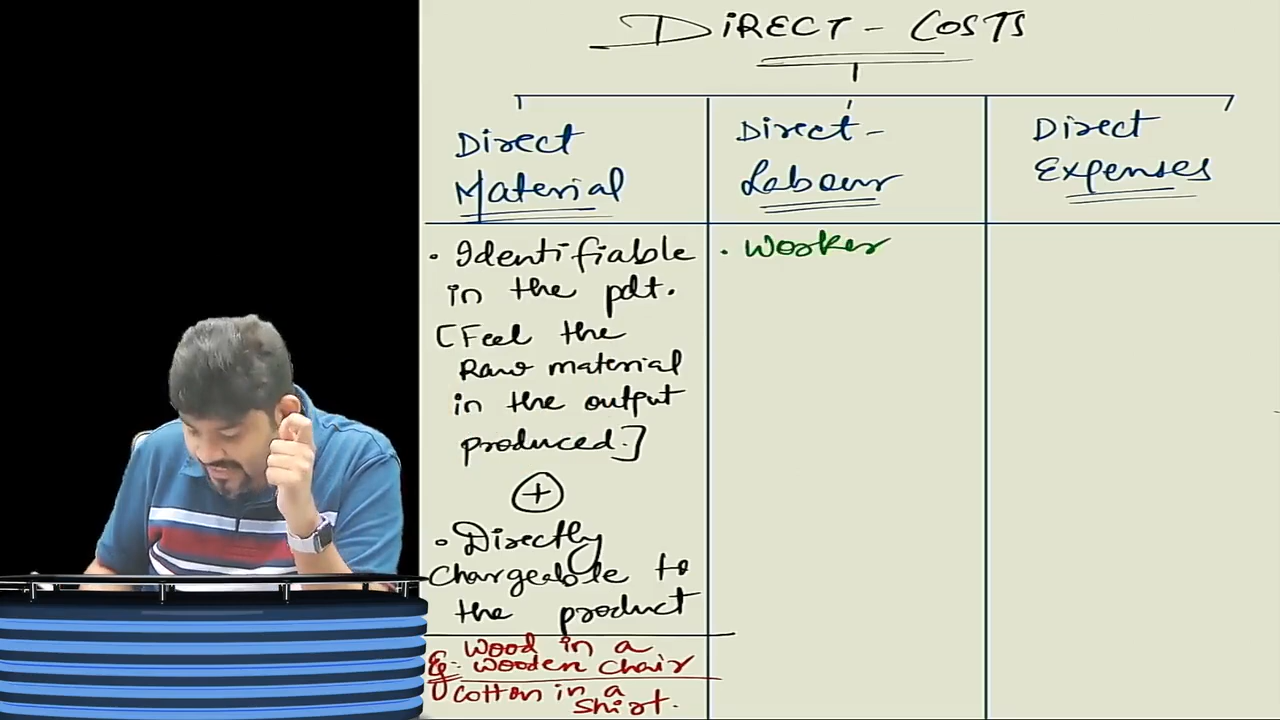 DIRECT - COSTS
Direct
Material
Direct -
Labour
Direct
Expenses
• Identifiable
in the pdt.
[Feel the
Raw material
in the output
produced.]
+
• Directly
Chargeable to
the product
Eg:- Wood in a
wooden chair
Cotton in a
Shirt.
• Worker